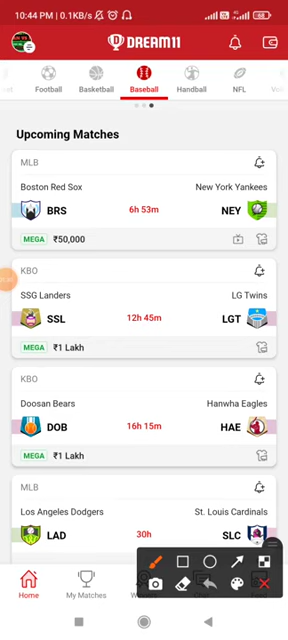 10:44 PM | 0.1KB/s
4G
68
DREAM11
Football
Basketball
Baseball
Handball
NFL
Upcoming Matches
MLB
Boston Red Sox
New York Yankees
BRS
6h 53m
NEY
MEGA ₹50,000
KBO
SSG Landers
LG Twins
SSL
12h 45m
LGT
MEGA ₹1 Lakh
KBO
Doosan Bears
Hanwha Eagles
DOB
16h 15m
HAE
MEGA ₹1 Lakh
MLB
Los Angeles Dodgers
St. Louis Cardinals
LAD
30h
SLC
Home
My Matches